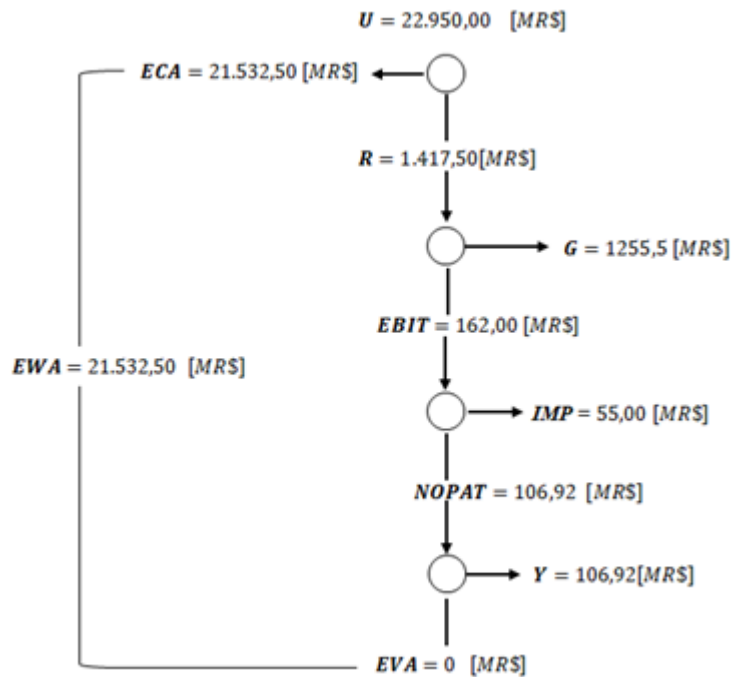 U = 22.950,00 [MR$]
ECA = 21.532,50 [MR$]
R = 1.417,50[MR$]
G = 1255,5 [MR$]
EBIT = 162,00 [MR$]
EWA = 21.532,50 [MR$]
IMP = 55,00 [MR$]
NOPAT = 106,92 [MR$]
Y = 106,92[MR$]
EVA = 0 [MR$]